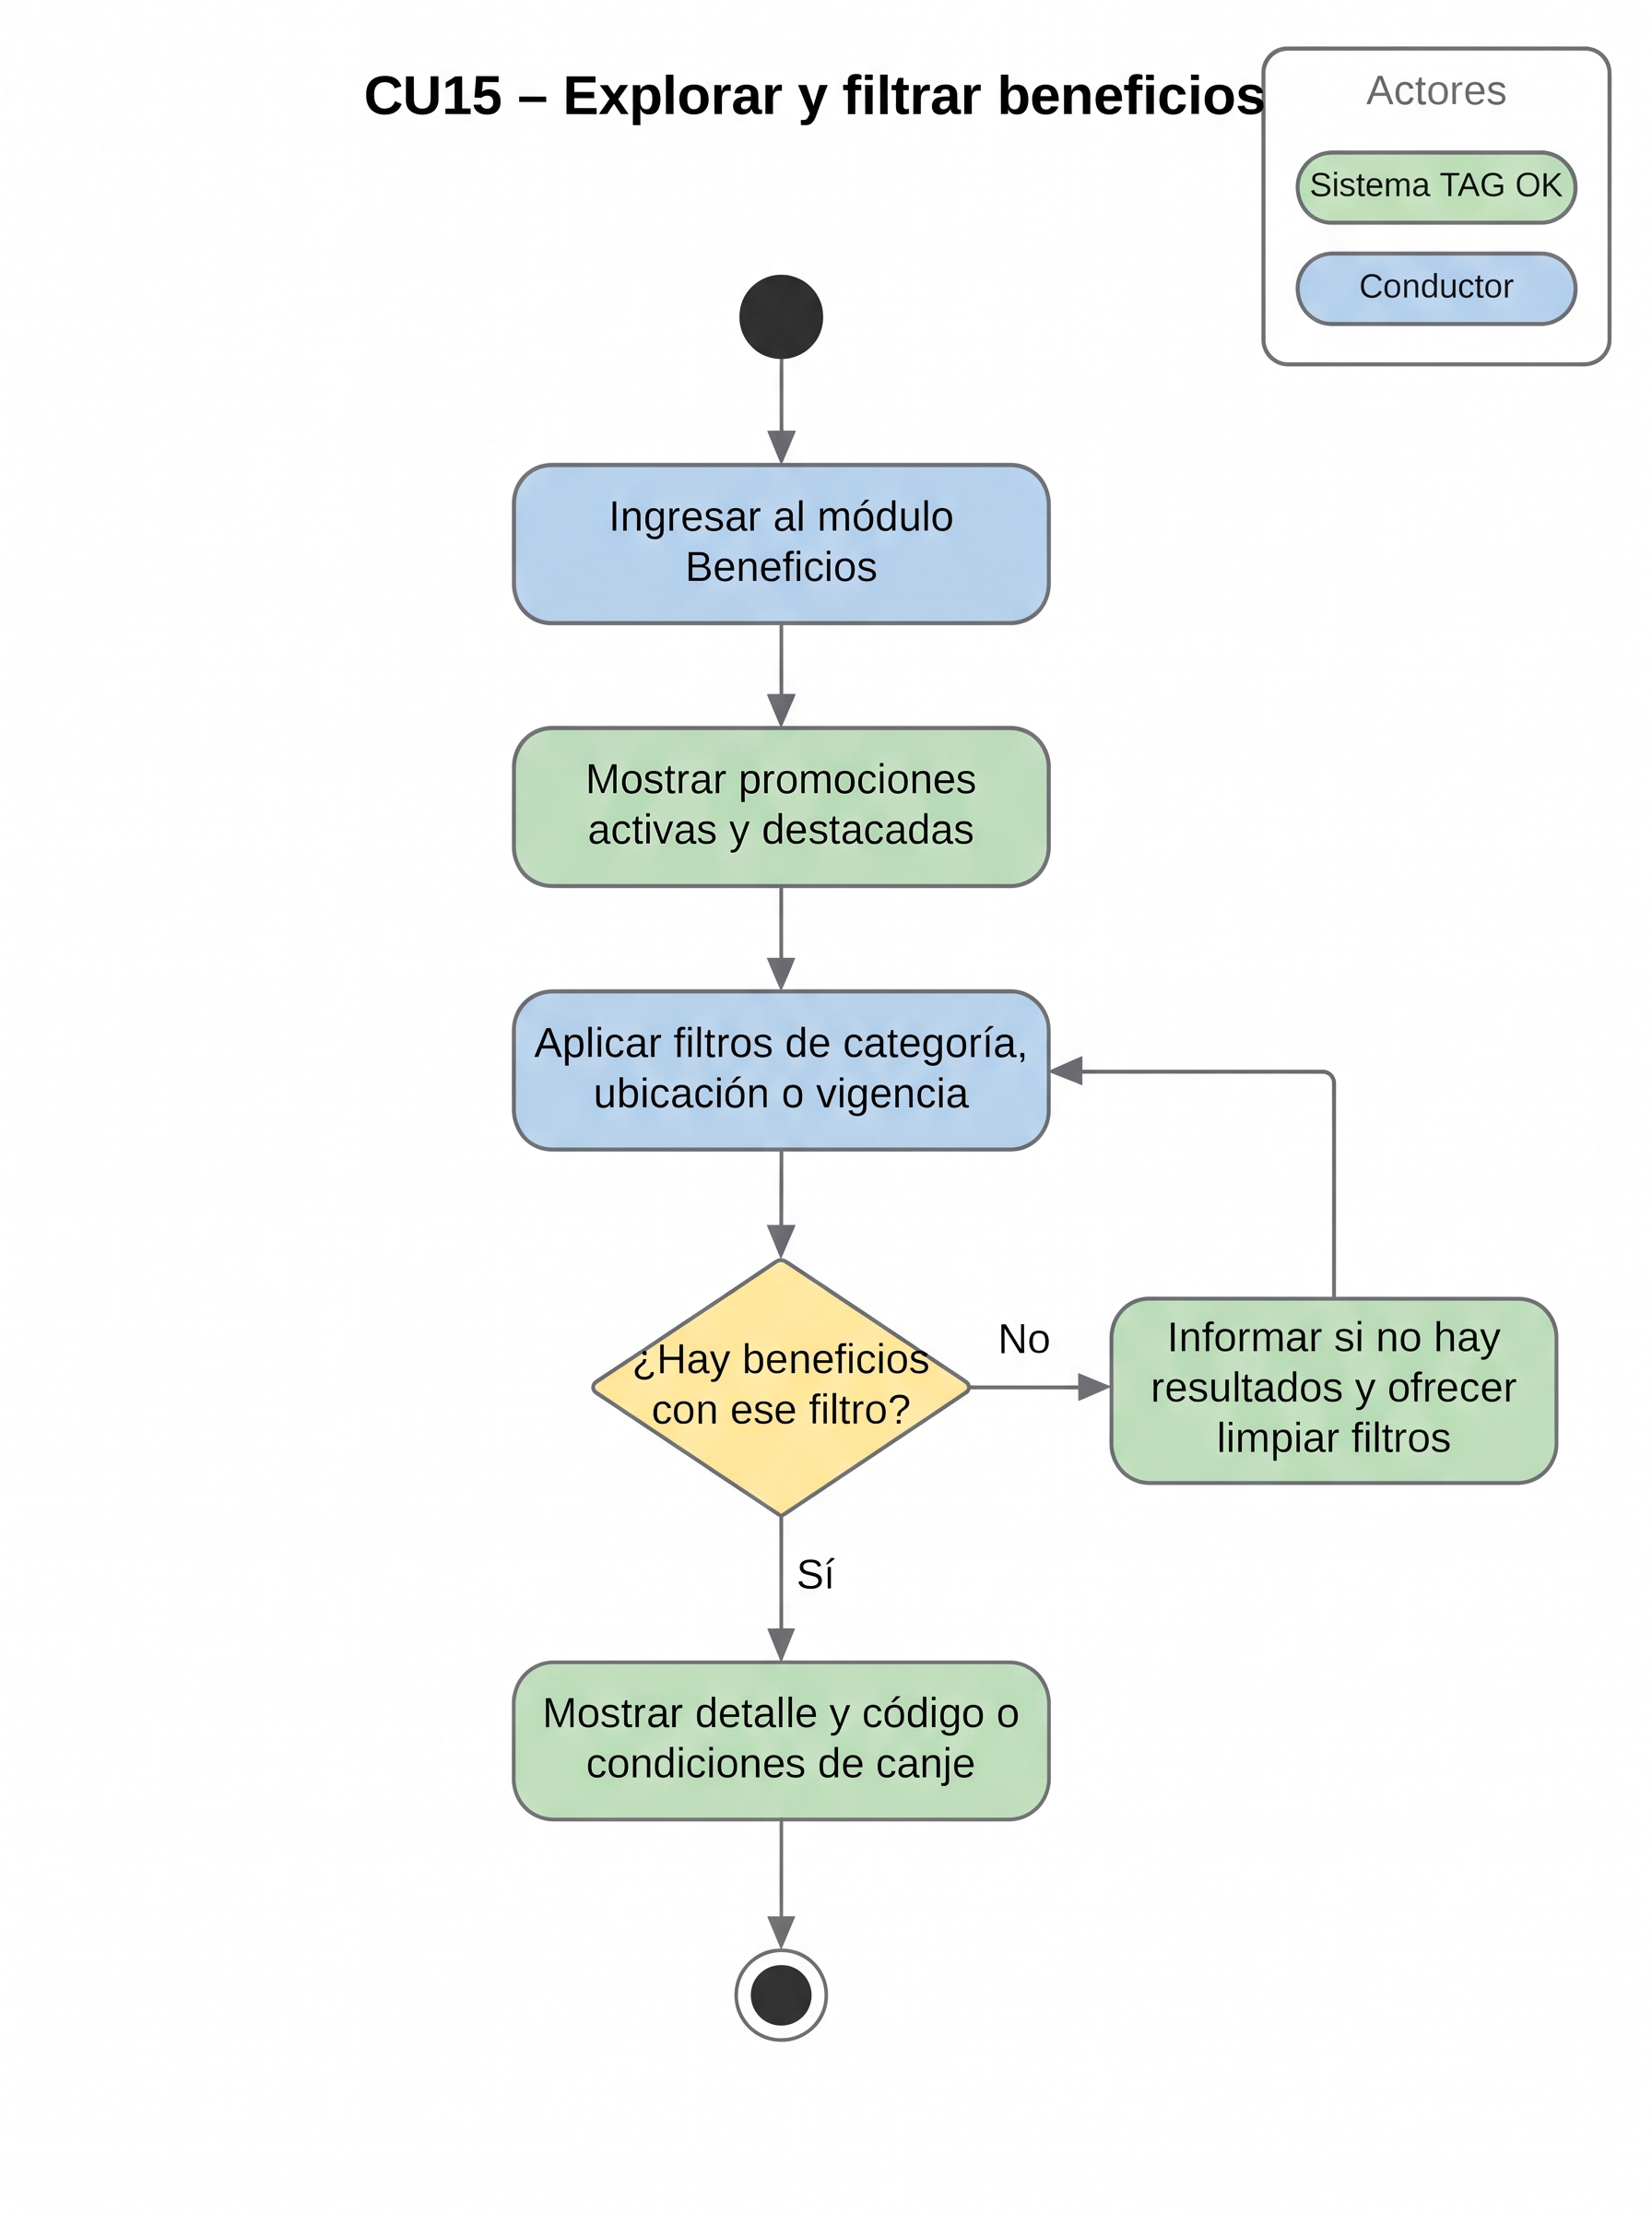 CU15 – Explorar y filtrar beneficios
Actores
Sistema TAG OK
Conductor
Ingresar al módulo
Beneficios
Mostrar promociones
activas y destacadas
Aplicar filtros de categoría,
ubicación o vigencia
¿Hay beneficios
con ese filtro?
No
Informar si no hay
resultados y ofrecer
limpiar filtros
Sí
Mostrar detalle y código o
condiciones de canje